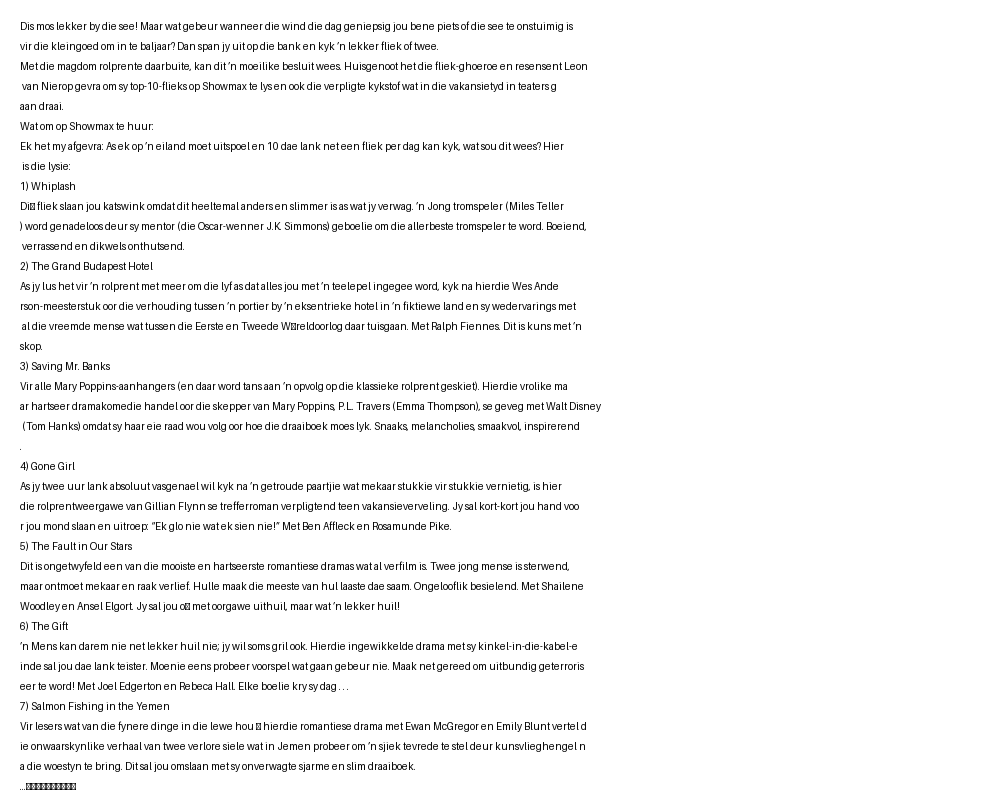 Dis mos lekker by die see! Maar wat gebeur wanneer die wind die dag geniepsig jou bene piets of die see te onstuimig is
vir die kleingoed om in te baljaar? Dan span jy uit op die bank en kyk ’n lekker fliek of twee.
Met die magdom rolprente daarbuite, kan dit ’n moeilike besluit wees. Huisgenoot het die fliek-ghoeroe en resensent Leon
van Nierop gevra om sy top-10-flieks op Showmax te lys en ook die verpligte kykstof wat in die vakansietyd in teaters g
aan draai.
Wat om op Showmax te huur:
Ek het my afgevra: As ek op ’n eiland moet uitspoel en 10 dae lank net een fliek per dag kan kyk, wat sou dit wees? Hier
is die lysie:
1) Whiplash
Di fliek slaan jou katswink omdat dit heeltemal anders en slimmer is as wat jy verwag. ’n Jong tromspeler (Miles Teller
) word genadeloos deur sy mentor (die Oscar-wenner J.K. Simmons) geboelie om die allerbeste tromspeler te word. Boeiend,
verrassend en dikwels onthutsend.
2) The Grand Budapest Hotel
As jy lus het vir ’n rolprent met meer om die lyf as dat alles jou met ’n teelepel ingegee word, kyk na hierdie Wes Ande
rson-meesterstuk oor die verhouding tussen ’n portier by ’n eksentrieke hotel in ’n fiktiewe land en sy wedervarings met
al die vreemde mense wat tussen die Eerste en Tweede Wreldoorlog daar tuisgaan. Met Ralph Fiennes. Dit is kuns met ’n
skop.
3) Saving Mr. Banks
Vir alle Mary Poppins-aanhangers (en daar word tans aan ’n opvolg op die klassieke rolprent geskiet). Hierdie vrolike ma
ar hartseer dramakomedie handel oor die skepper van Mary Poppins, P.L. Travers (Emma Thompson), se geveg met Walt Disney
(Tom Hanks) omdat sy haar eie raad wou volg oor hoe die draaiboek moes lyk. Snaaks, melancholies, smaakvol, inspirerend
.
4) Gone Girl
As jy twee uur lank absoluut vasgenael wil kyk na ’n getroude paartjie wat mekaar stukkie vir stukkie vernietig, is hier
die rolprentweergawe van Gillian Flynn se trefferroman verpligtend teen vakansieverveling. Jy sal kort-kort jou hand voo
r jou mond slaan en uitroep: “Ek glo nie wat ek sien nie!” Met Ben Affleck en Rosamunde Pike.
5) The Fault in Our Stars
Dit is ongetwyfeld een van die mooiste en hartseerste romantiese dramas wat al verfilm is. Twee jong mense is sterwend,
maar ontmoet mekaar en raak verlief. Hulle maak die meeste van hul laaste dae saam. Ongelooflik besielend. Met Shailene
Woodley en Ansel Elgort. Jy sal jou o met oorgawe uithuil, maar wat ’n lekker huil!
6) The Gift
’n Mens kan darem nie net lekker huil nie; jy wil soms gril ook. Hierdie ingewikkelde drama met sy kinkel-in-die-kabel-e
inde sal jou dae lank teister. Moenie eens probeer voorspel wat gaan gebeur nie. Maak net gereed om uitbundig geterroris
eer te word! Met Joel Edgerton en Rebeca Hall. Elke boelie kry sy dag . . .
7) Salmon Fishing in the Yemen
Vir lesers wat van die fynere dinge in die lewe hou hierdie romantiese drama met Ewan McGregor en Emily Blunt vertel d
ie onwaarskynlike verhaal van twee verlore siele wat in Jemen probeer om ’n sjiek tevrede te stel deur kunsvlieghengel n
a die woestyn te bring. Dit sal jou omslaan met sy onverwagte sjarme en slim draaiboek.
...